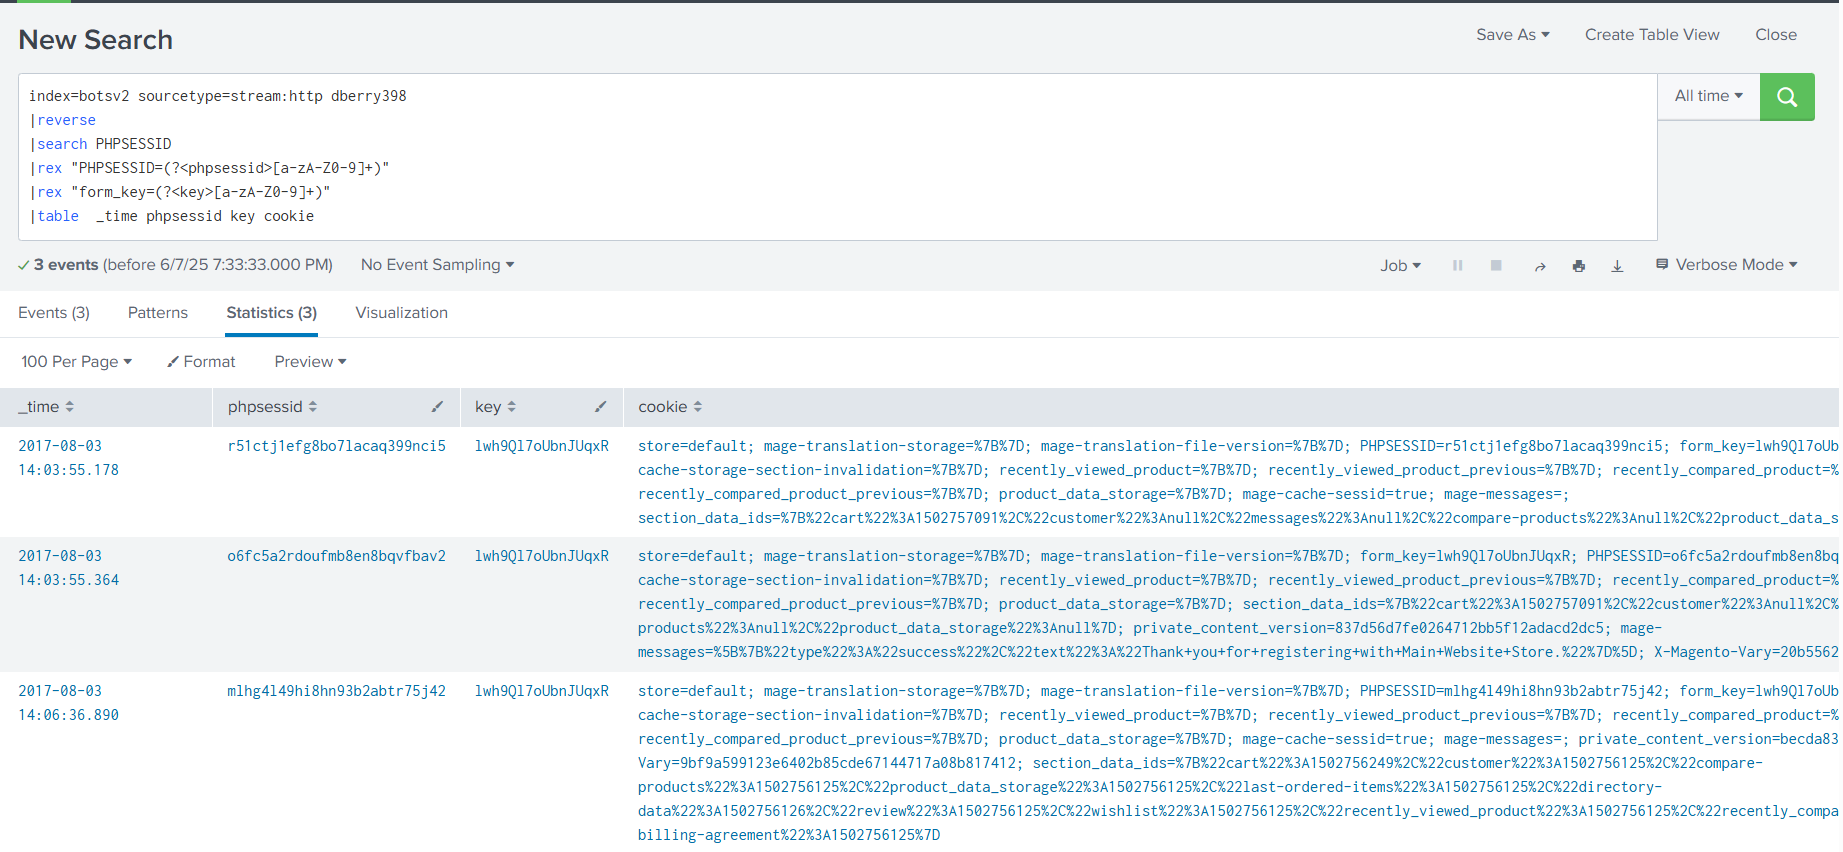 New Search
Save As
Create Table View
Close
index=botsv2 sourcetype=stream:http dberry398
|reverse
|search PHPSESSID
|rex "PHPSESSID=(?<phpsessid>[a-zA-Z0-9]+)"
|rex "form_key=(?<key>[a-zA-Z0-9]+)"
|table  _time phpsessid key cookie
All time
3 events (before 6/7/25 7:33:33.000 PM)
No Event Sampling
Job
Verbose Mode
Events (3)
Patterns
Statistics (3)
Visualization
100 Per Page
Format
Preview
_time
phpsessid
key
cookie
2017-08-03
14:03:55.178
r51ctj1efg8bo7lacaq399nci5
lwh9Ql7oUbnJUqxR
store=default; mage-translation-storage=%7B%7D; mage-translation-file-version=%7B%7D; PHPSESSID=r51ctj1efg8bo7lacaq399nci5; form_key=lwh9Ql7oUb
cache-storage-section-invalidation=%7B%7D; recently_viewed_product=%7B%7D; recently_viewed_product_previous=%7B%7D; recently_compared_product=%
recently_compared_product_previous=%7B%7D; product_data_storage=%7B%7D; mage-cache-sessid=true; mage-messages=;
section_data_ids=%7B%22cart%22%3A1502757091%2C%22customer%22%3Anull%2C%22messages%22%3Anull%2C%22compare-products%22%3Anull%2C%22product_data_s
2017-08-03
14:03:55.364
o6fc5a2rdoufmb8en8bqvfbav2
lwh9Ql7oUbnJUqxR
store=default; mage-translation-storage=%7B%7D; mage-translation-file-version=%7B%7D; form_key=lwh9Ql7oUbnJUqxR; PHPSESSID=o6fc5a2rdoufmb8en8bq
cache-storage-section-invalidation=%7B%7D; recently_viewed_product=%7B%7D; recently_viewed_product_previous=%7B%7D; recently_compared_product=%
recently_compared_product_previous=%7B%7D; product_data_storage=%7B%7D; section_data_ids=%7B%22cart%22%3A1502757091%2C%22customer%22%3Anull%2C%
products%22%3Anull%2C%22product_data_storage%22%3Anull%7D; private_content_version=837d56d7fe0264712bb5f12adacd2dc5; mage-
messages=%5B%7B%22type%22%3A%22success%22%2C%22text%22%3A%22Thank+you+for+registering+with+Main+Website+Store.%22%7D%5D; X-Magento-Vary=20b5562
2017-08-03
14:06:36.890
mlhg4l49hi8hn93b2abtr75j42
lwh9Ql7oUbnJUqxR
store=default; mage-translation-storage=%7B%7D; mage-translation-file-version=%7B%7D; PHPSESSID=mlhg4l49hi8hn93b2abtr75j42; form_key=lwh9Ql7oUb
cache-storage-section-invalidation=%7B%7D; recently_viewed_product=%7B%7D; recently_viewed_product_previous=%7B%7D; recently_compared_product=%
recently_compared_product_previous=%7B%7D; product_data_storage=%7B%7D; mage-cache-sessid=true; mage-messages=; private_content_version=becda83
Vary=9bf9a599123e6402b85cde67144717a08b817412; section_data_ids=%7B%22cart%22%3A1502756249%2C%22customer%22%3A1502756125%2C%22compare-
products%22%3A1502756125%2C%22product_data_storage%22%3A1502756125%2C%22last-ordered-items%22%3A1502756125%2C%22directory-
data%22%3A1502756126%2C%22review%22%3A1502756125%2C%22wishlist%22%3A1502756125%2C%22recently_viewed_product%22%3A1502756125%2C%22recently_compa
billing-agreement%22%3A1502756125%7D